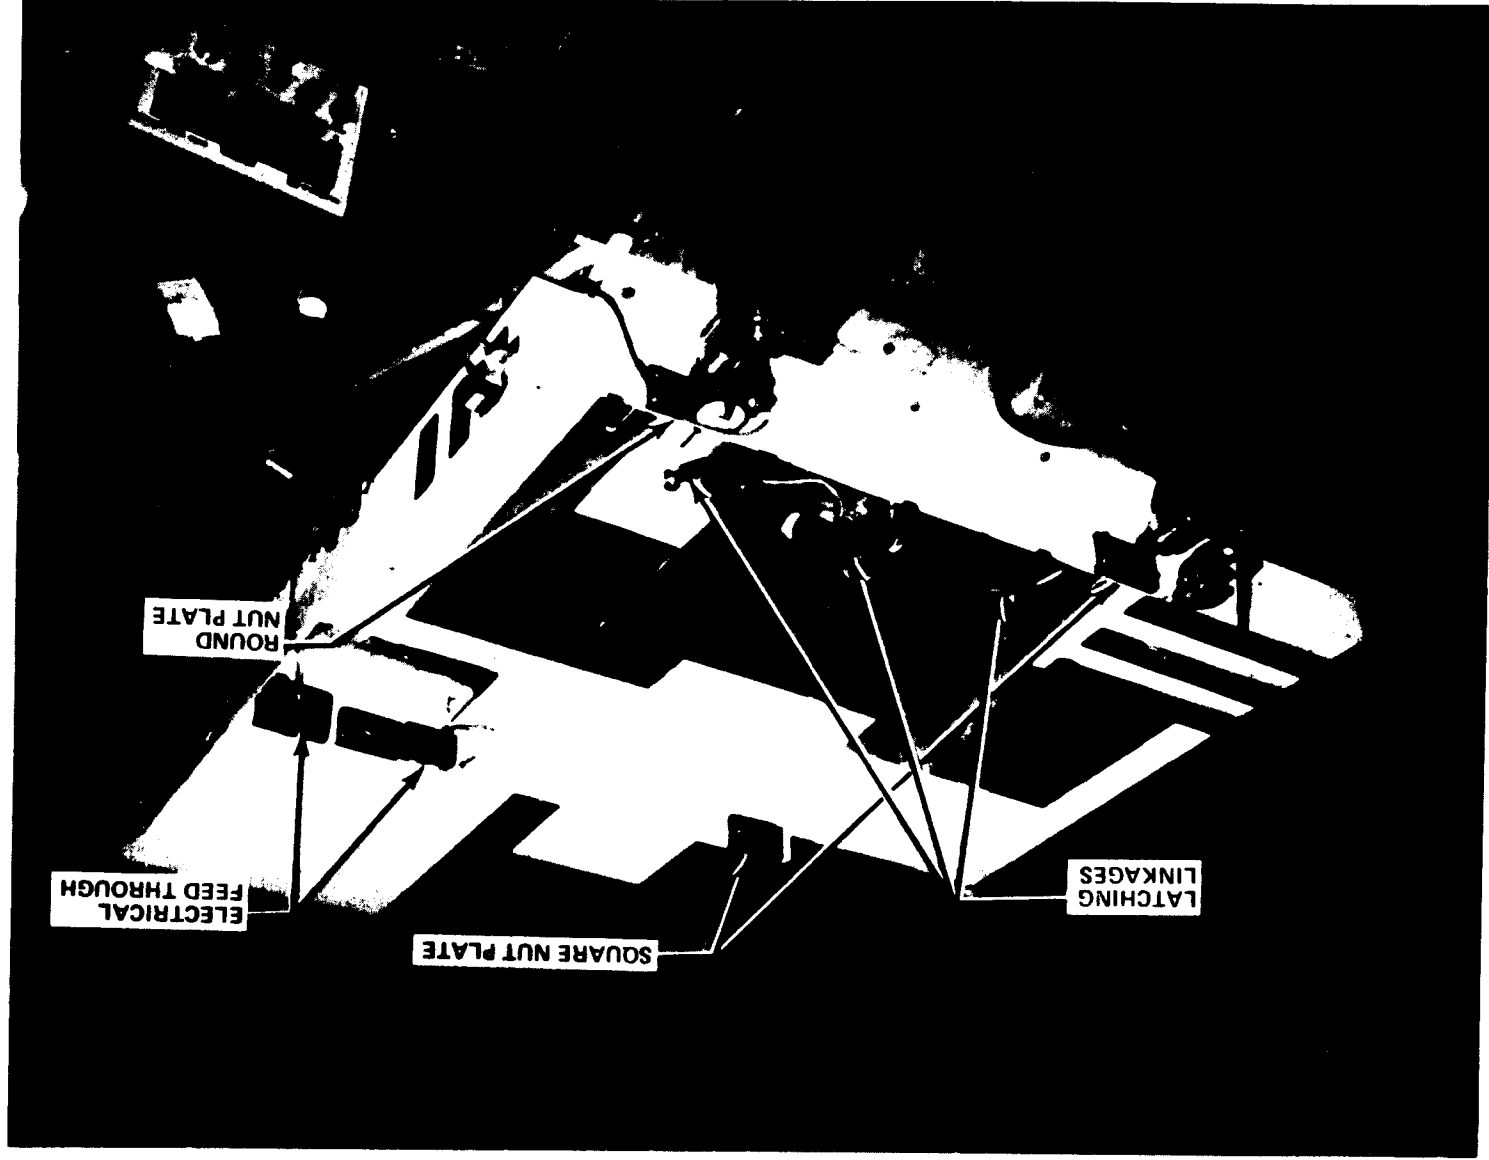 LATCHING
LINKAGES
SQUARE NUT PLATE
ELECTRICAL
FEED THROUGH
ROUND
NUT PLATE